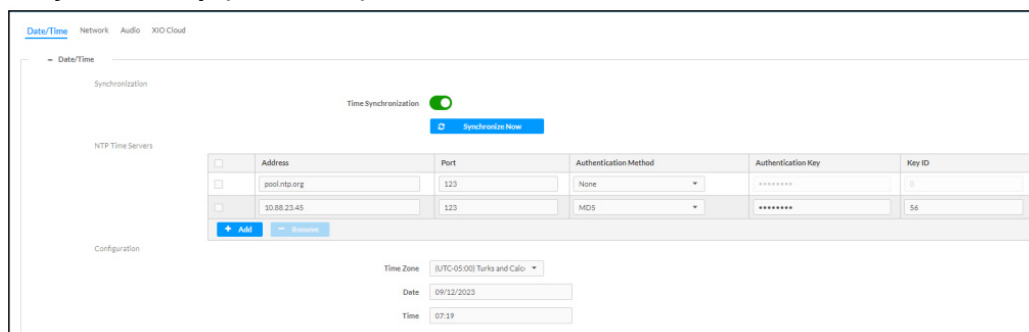 Date/Time Network Audio XIO Cloud
– Date/Time
Synchronization
Time Synchronization
Synchronize Now
NTP Time Servers
Address Port Authentication Method Authentication Key Key ID
pool.ntp.org 123 None •••••••• 0
10.88.23.45 123 MD5 •••••••• 56
+ Add – Remove
Configuration
Time Zone (UTC-05:00) Turks and Caico
Date 09/12/2023
Time 07:19